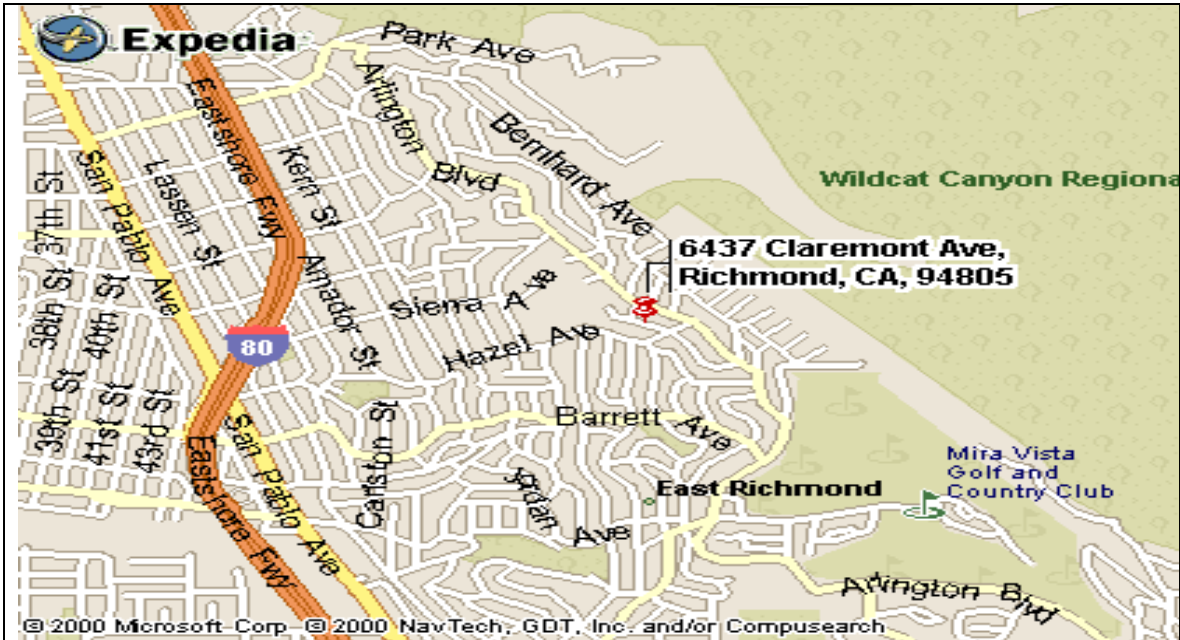 Expedia
Park Ave
Arlington Blvd
Eastshore Fwy
Bernhard Ave
Kern St
San Pablo Ave
Lassen St
37th St
Wildcat Canyon Regiona
6437 Claremont Ave,
Richmond, CA, 94805
Amador St
Sierra Ave
38th St
40th St
80
Hazel Ave
39th St
41st St
43rd St
Carlston St
Barrett Ave
San Pablo Ave
Eastshore Fwy
Mira Vista
Golf and
Country Club
East Richmond
Ave
Arlington Blvd
© 2000 Microsoft Corp © 2000 NavTech, GDT, Inc. and/or Compusearch